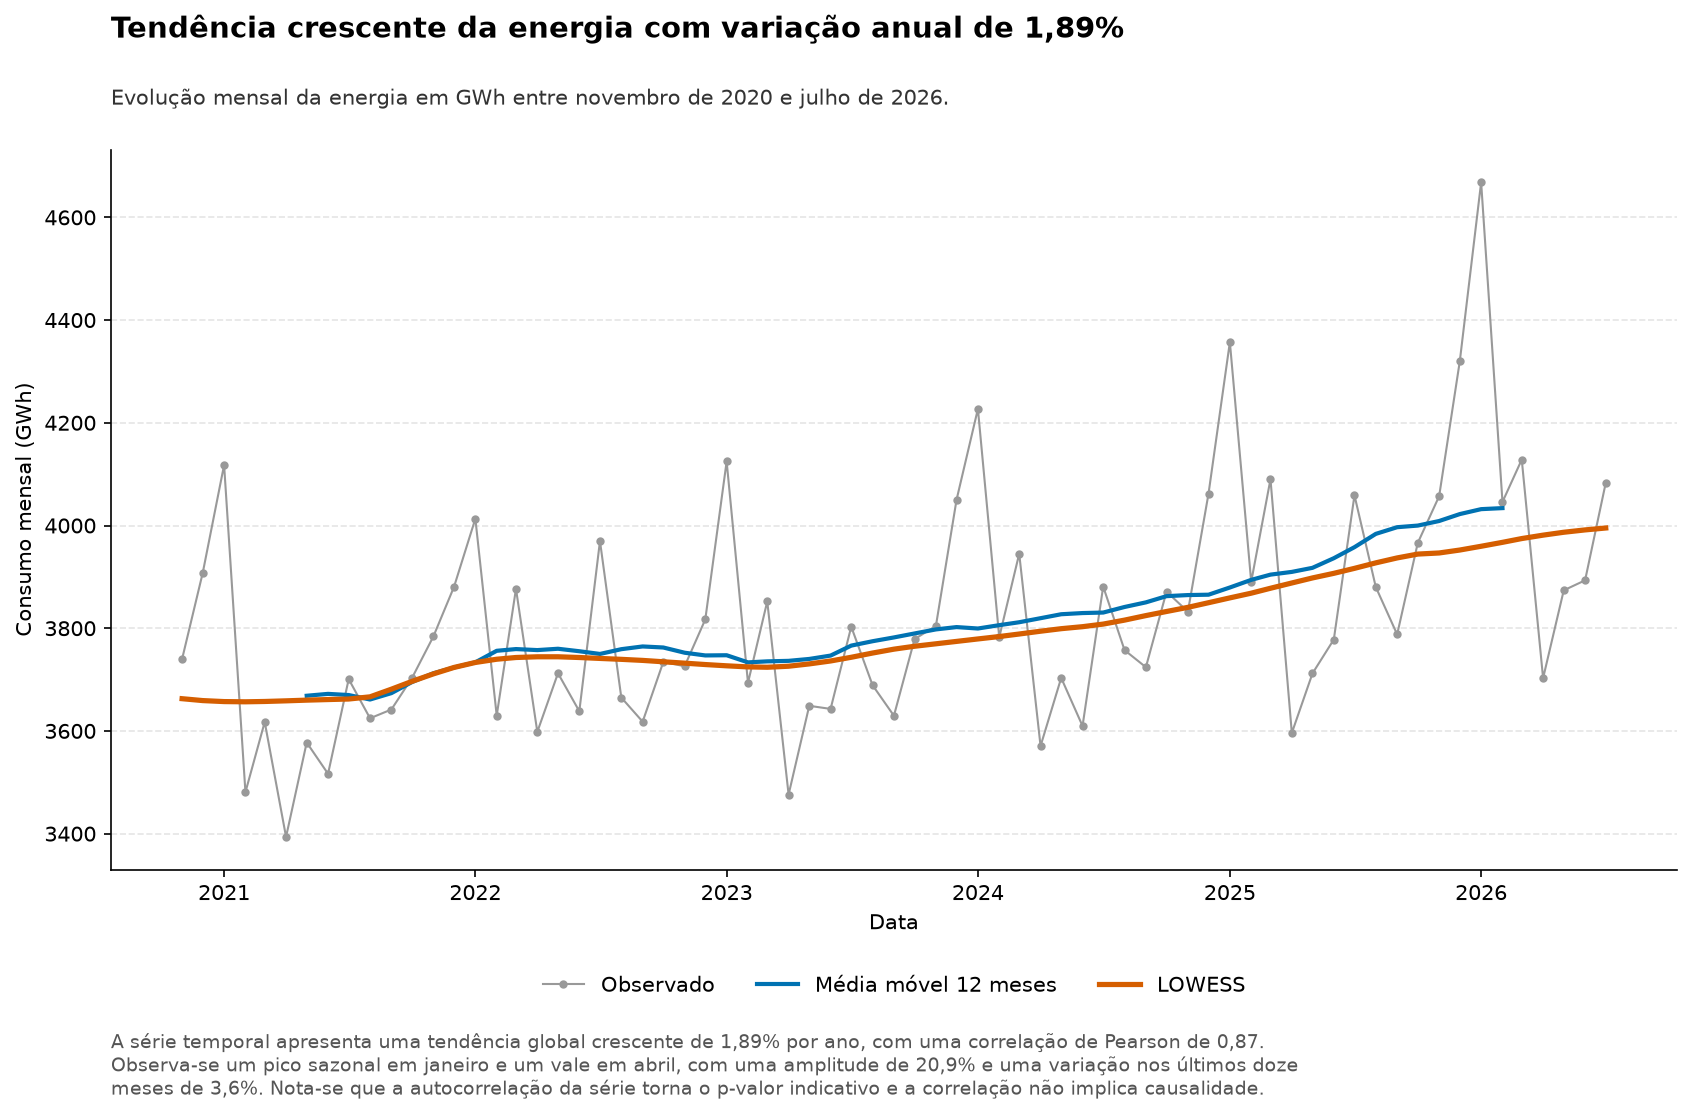 Tendência crescente da energia com variação anual de 1,89%
Evolução mensal da energia em GWh entre novembro de 2020 e julho de 2026.
Consumo mensal (GWh)
4600
4400
4200
4000
3800
3600
3400
2021 2022 2023 2024 2025 2026
Data
Observado Média móvel 12 meses LOWESS
A série temporal apresenta uma tendência global crescente de 1,89% por ano, com uma correlação de Pearson de 0,87.
Observa-se um pico sazonal em janeiro e um vale em abril, com uma amplitude de 20,9% e uma variação nos últimos doze
meses de 3,6%. Nota-se que a autocorrelação da série torna o p-valor indicativo e a correlação não implica causalidade.